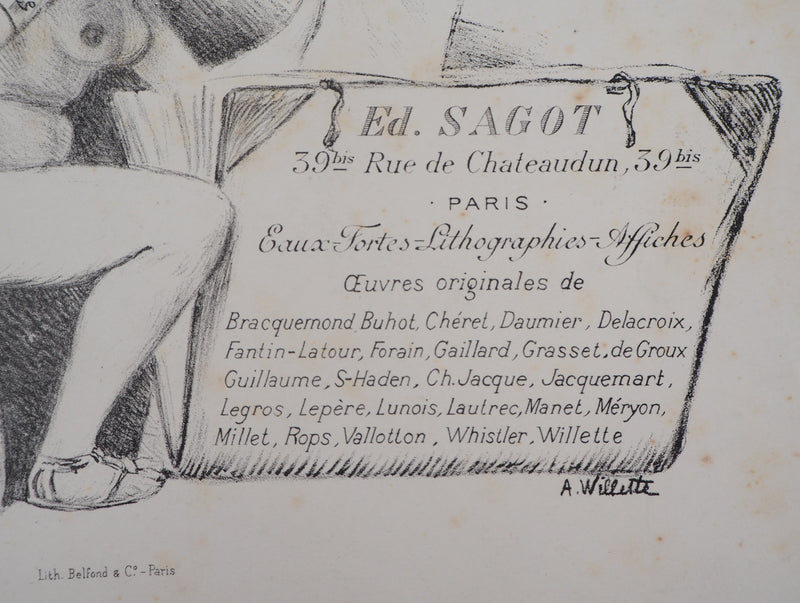 Ed. SAGOT
39bis Rue de Chateaudun, 39bis
· PARIS ·
Eaux-Fortes-Lithographies-Affiches
Œuvres originales de
Bracquemond Buhot, Chéret, Daumier, Delacroix,
Fantin-Latour, Forain, Gaillard, Grasset, de Groux
Guillaume, S-Haden, Ch. Jacque, Jacquemart,
Legros, Lepère, Lunois, Lautrec, Manet, Méryon,
Millet, Rops, Vallotton, Whistler, Willette
A. Willette
Lith. Belfond & Cº - Paris